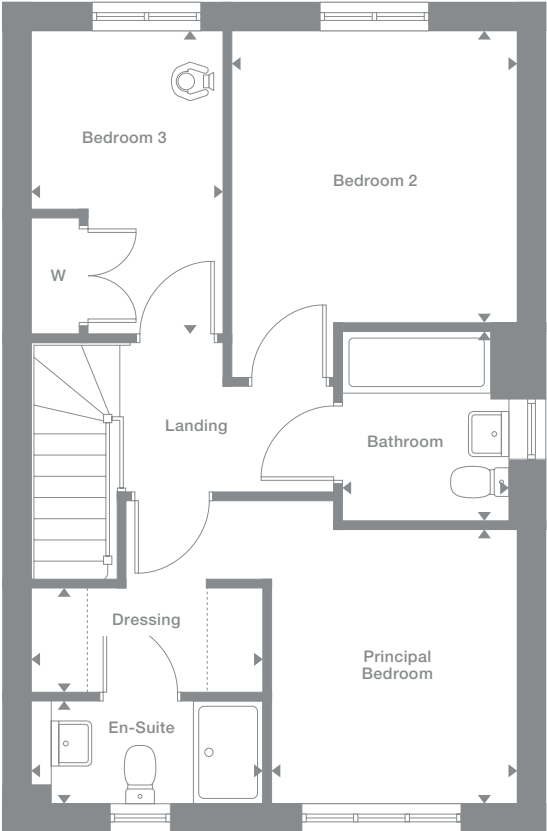 Bedroom 3
Bedroom 2
W
Landing
Bathroom
Dressing
Principal
Bedroom
En-Suite